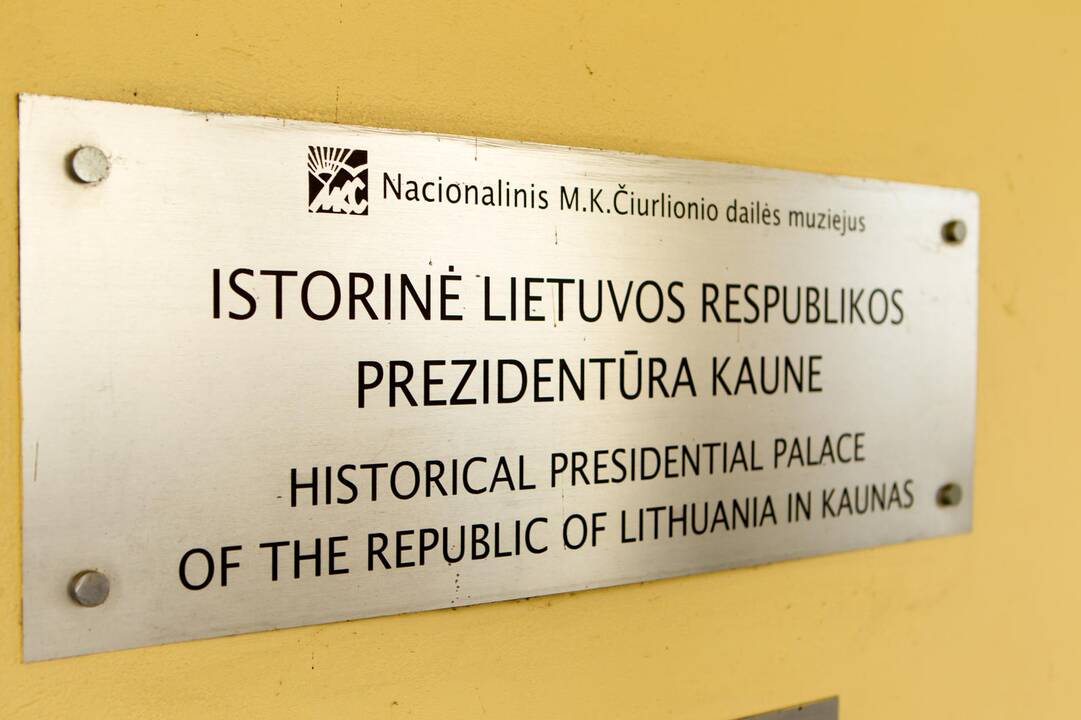 MKČ
Nacionalinis M.K.Čiurlionio dailės muziejus
ISTORINĖ LIETUVOS RESPUBLIKOS
PREZIDENTŪRA KAUNE
HISTORICAL PRESIDENTIAL PALACE
OF THE REPUBLIC OF LITHUANIA IN KAUNAS